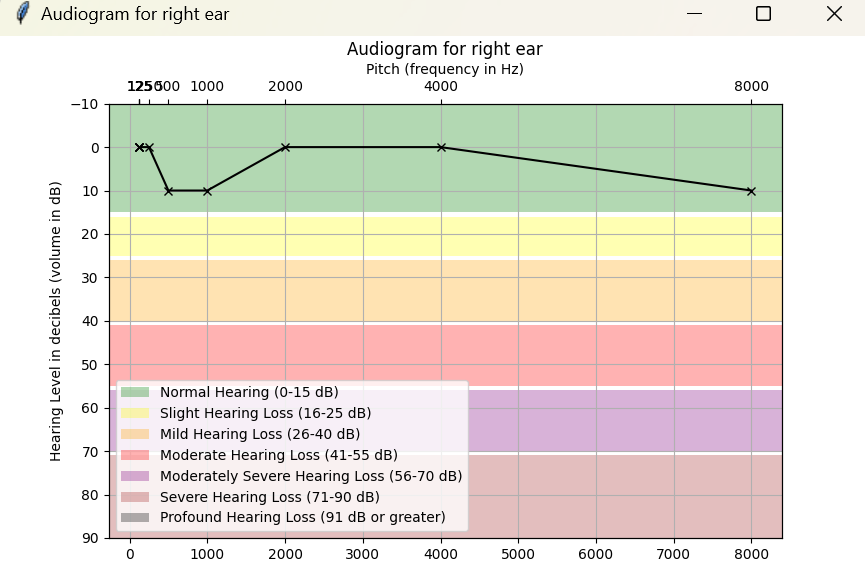 Audiogram for right ear
Audiogram for right ear
Pitch (frequency in Hz)
125 250 500 1000 2000 4000 8000
−10
0
10
20
30
40
50
60
70
80
90
Hearing Level in decibels (volume in dB)
Normal Hearing (0-15 dB)
Slight Hearing Loss (16-25 dB)
Mild Hearing Loss (26-40 dB)
Moderate Hearing Loss (41-55 dB)
Moderately Severe Hearing Loss (56-70 dB)
Severe Hearing Loss (71-90 dB)
Profound Hearing Loss (91 dB or greater)
0 1000 2000 3000 4000 5000 6000 7000 8000